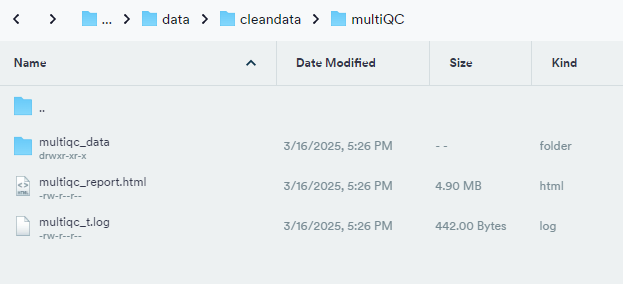 ... data cleandata multiQC
Name Date Modified Size Kind
..
multiqc_data 3/16/2025, 5:26 PM -- folder
drwxr-xr-x
multiqc_report.html 3/16/2025, 5:26 PM 4.90 MB html
-rw-r--r--
multiqc_t.log 3/16/2025, 5:26 PM 442.00 Bytes log
-rw-r--r--